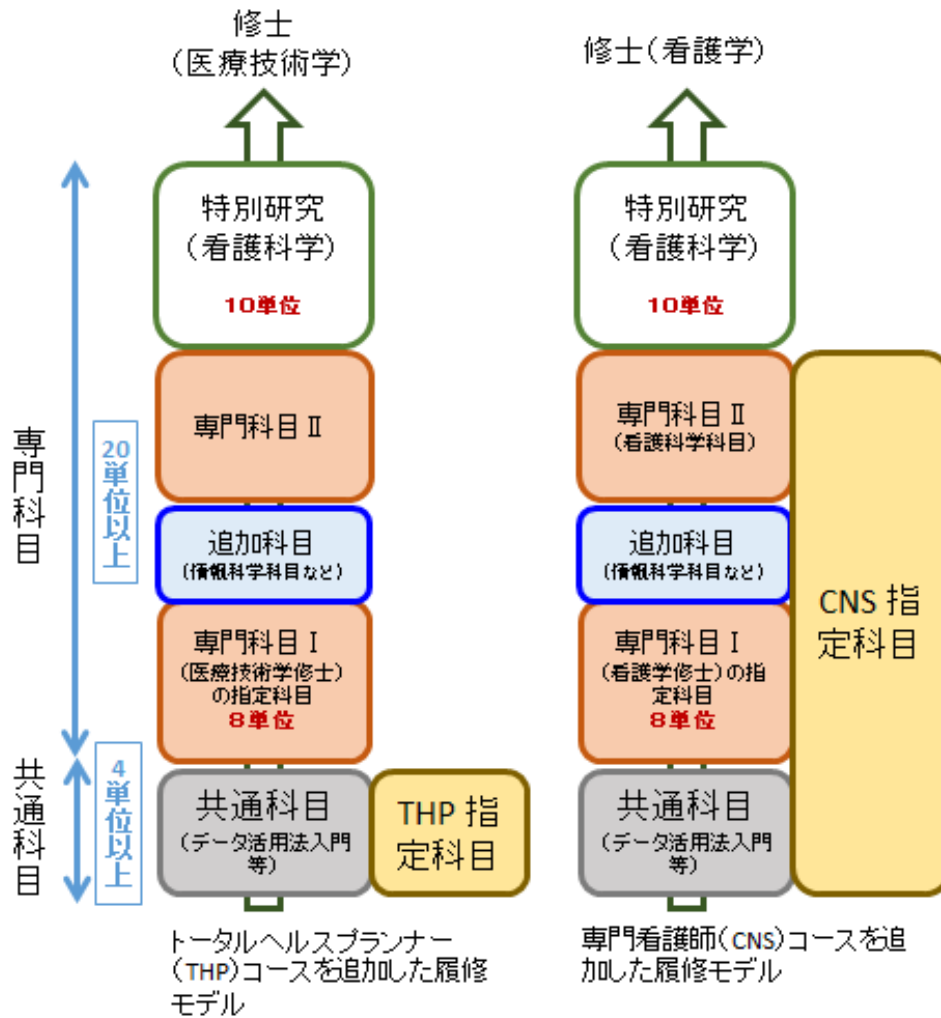 修士
(医療技術学)
特別研究
(看護科学)
10単位
専門科目Ⅱ
追加科目
(情報科学科目など)
専門科目Ⅰ
(医療技術学修士)
の指定科目
8単位
共通科目
(データ活用法入門
等)
THP 指
定科目
トータルヘルスプランナー
(THP)コースを追加した履修
モデル
専門科目
20単位以上
共通科目
4単位以上
修士(看護学)
特別研究
(看護科学)
10単位
専門科目Ⅱ
(看護科学科目)
追加科目
(情報科学科目など)
専門科目Ⅰ
(看護学修士)の指
定科目
8単位
共通科目
(データ活用法入門
等)
CNS 指
定科目
専門看護師(CNS)コースを追
加した履修モデル